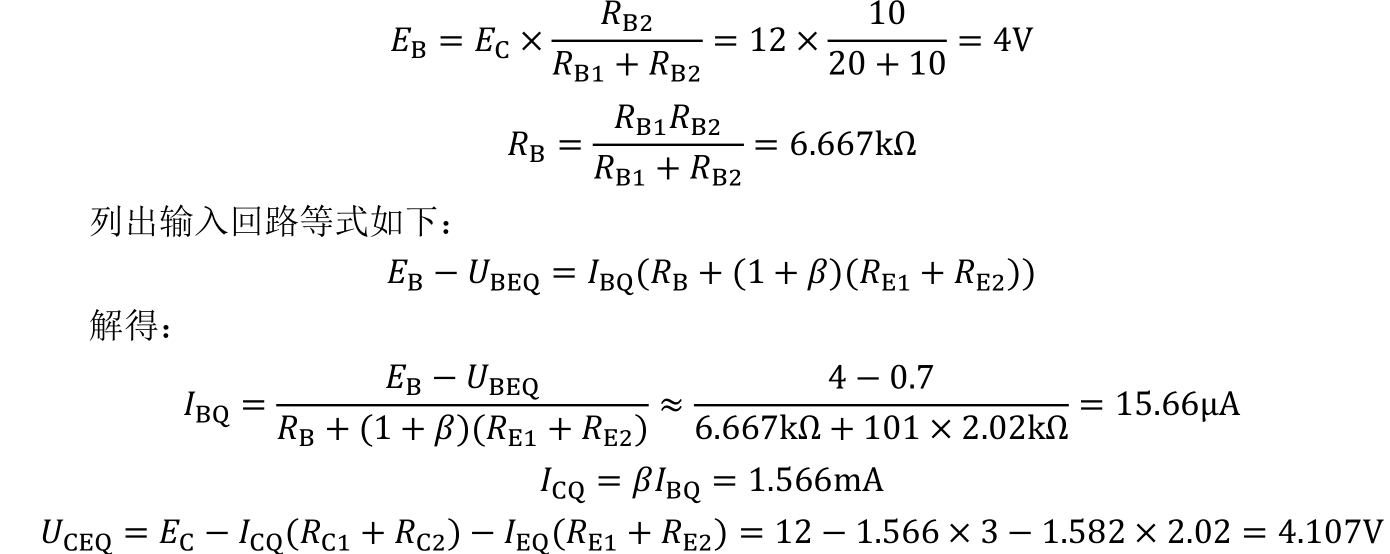 E_B = E_C × R_B2 / (R_B1 + R_B2) = 12 × 10 / (20 + 10) = 4V
R_B = R_B1 R_B2 / (R_B1 + R_B2) = 6.667kΩ
列出输入回路等式如下：
E_B − U_BEQ = I_BQ(R_B + (1 + β)(R_E1 + R_E2))
解得：
I_BQ = (E_B − U_BEQ) / (R_B + (1 + β)(R_E1 + R_E2)) ≈ (4 − 0.7) / (6.667kΩ + 101 × 2.02kΩ) = 15.66μA
I_CQ = βI_BQ = 1.566mA
U_CEQ = E_C − I_CQ(R_C1 + R_C2) − I_EQ(R_E1 + R_E2) = 12 − 1.566 × 3 − 1.582 × 2.02 = 4.107V